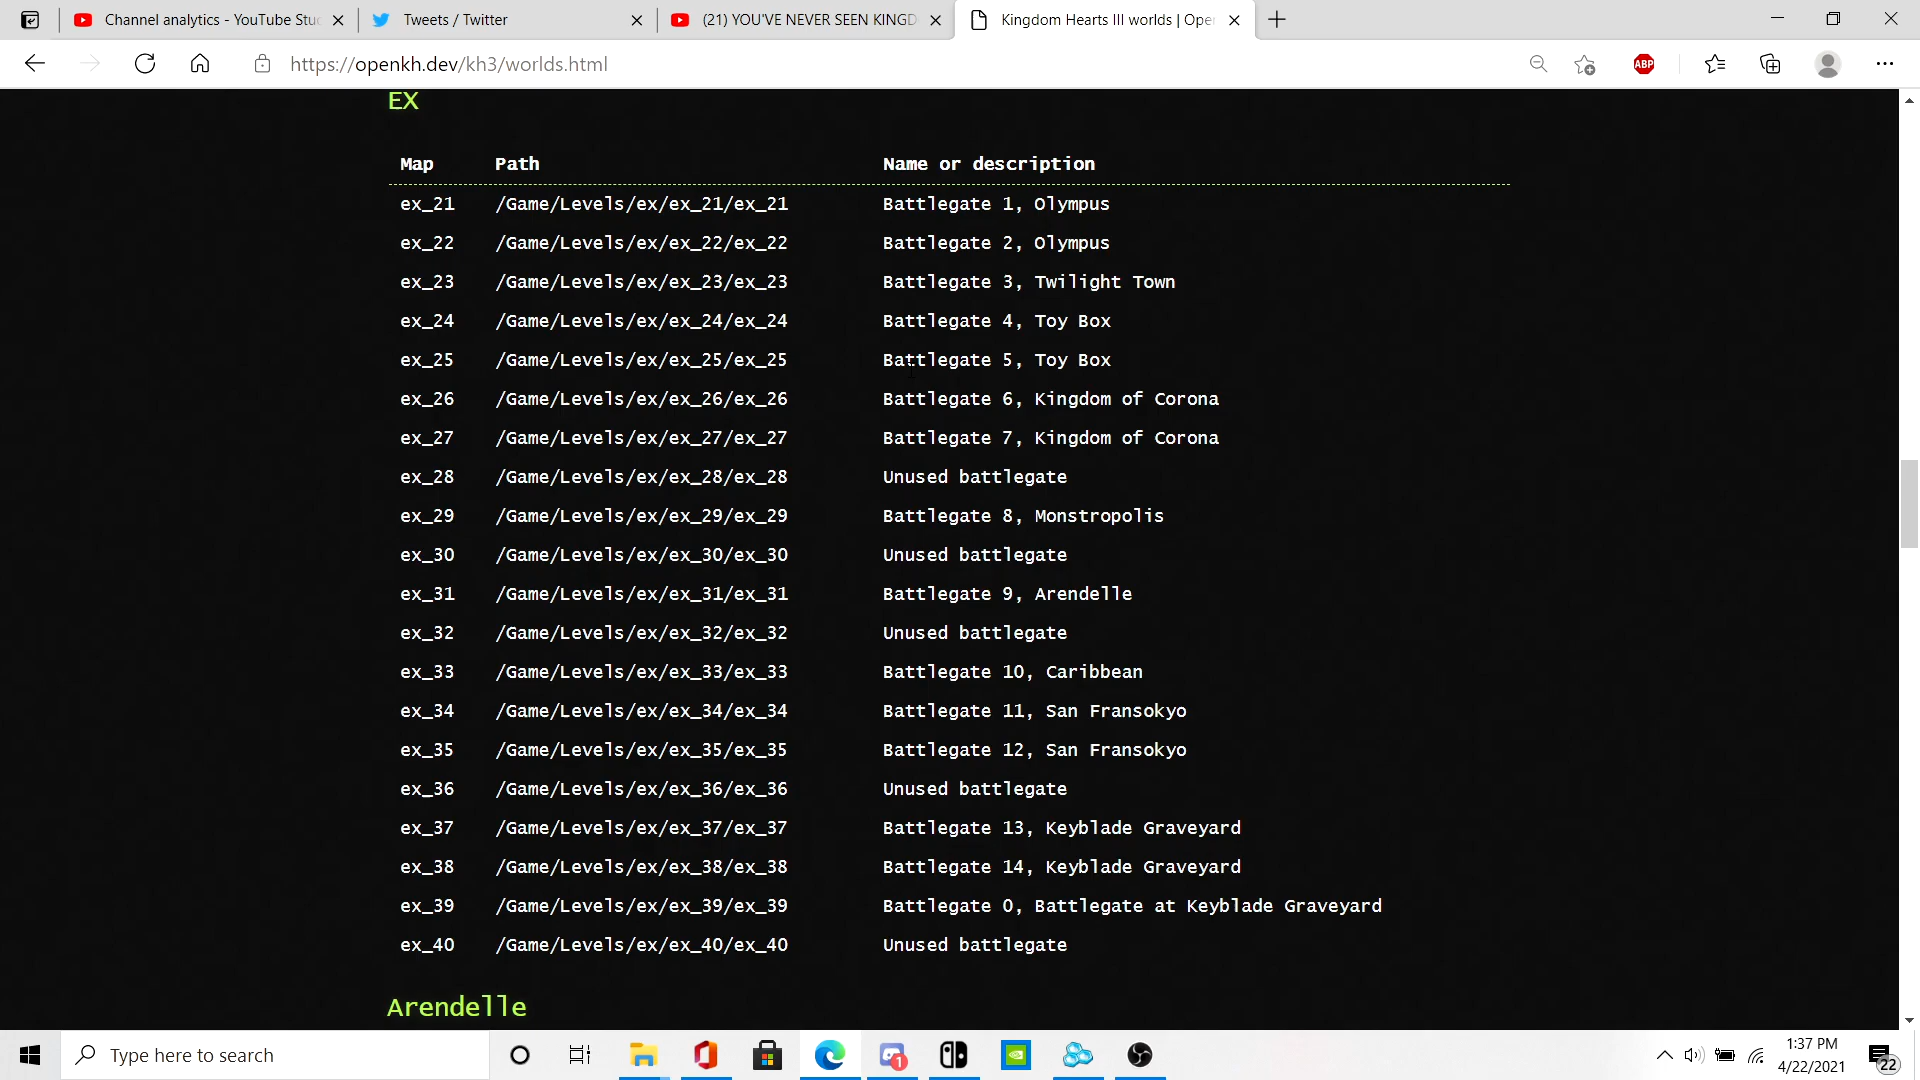 Channel analytics - YouTube Stu
Tweets / Twitter
(21) YOU'VE NEVER SEEN KINGD
Kingdom Hearts III worlds | Ope
https://openkh.dev/kh3/worlds.html
ABP
EX
Map Path Name or description
ex_21 /Game/Levels/ex/ex_21/ex_21 Battlegate 1, Olympus
ex_22 /Game/Levels/ex/ex_22/ex_22 Battlegate 2, Olympus
ex_23 /Game/Levels/ex/ex_23/ex_23 Battlegate 3, Twilight Town
ex_24 /Game/Levels/ex/ex_24/ex_24 Battlegate 4, Toy Box
ex_25 /Game/Levels/ex/ex_25/ex_25 Battlegate 5, Toy Box
ex_26 /Game/Levels/ex/ex_26/ex_26 Battlegate 6, Kingdom of Corona
ex_27 /Game/Levels/ex/ex_27/ex_27 Battlegate 7, Kingdom of Corona
ex_28 /Game/Levels/ex/ex_28/ex_28 Unused battlegate
ex_29 /Game/Levels/ex/ex_29/ex_29 Battlegate 8, Monstropolis
ex_30 /Game/Levels/ex/ex_30/ex_30 Unused battlegate
ex_31 /Game/Levels/ex/ex_31/ex_31 Battlegate 9, Arendelle
ex_32 /Game/Levels/ex/ex_32/ex_32 Unused battlegate
ex_33 /Game/Levels/ex/ex_33/ex_33 Battlegate 10, Caribbean
ex_34 /Game/Levels/ex/ex_34/ex_34 Battlegate 11, San Fransokyo
ex_35 /Game/Levels/ex/ex_35/ex_35 Battlegate 12, San Fransokyo
ex_36 /Game/Levels/ex/ex_36/ex_36 Unused battlegate
ex_37 /Game/Levels/ex/ex_37/ex_37 Battlegate 13, Keyblade Graveyard
ex_38 /Game/Levels/ex/ex_38/ex_38 Battlegate 14, Keyblade Graveyard
ex_39 /Game/Levels/ex/ex_39/ex_39 Battlegate 0, Battlegate at Keyblade Graveyard
ex_40 /Game/Levels/ex/ex_40/ex_40 Unused battlegate
Arendelle
Type here to search
1
1:37 PM
4/22/2021
22